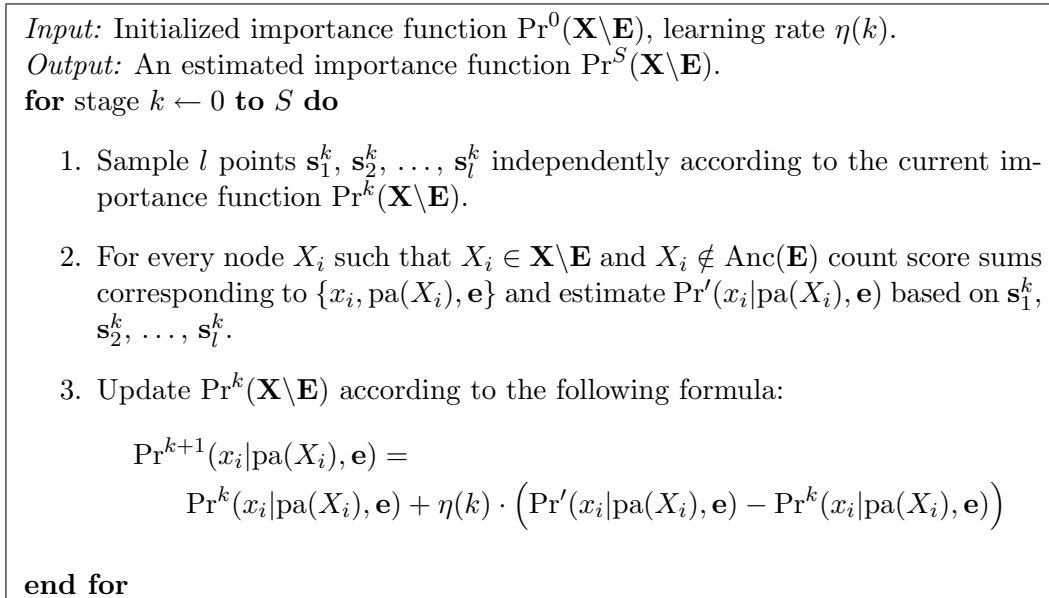 Input: Initialized importance function Pr⁰(X\E), learning rate η(k).
Output: An estimated importance function Pr^S(X\E).
for stage k ← 0 to S do
1. Sample l points s_1^k, s_2^k, …, s_l^k independently according to the current im-
portance function Pr^k(X\E).
2. For every node X_i such that X_i ∈ X\E and X_i ∉ Anc(E) count score sums
corresponding to {x_i, pa(X_i), e} and estimate Pr′(x_i|pa(X_i), e) based on s_1^k,
s_2^k, …, s_l^k.
3. Update Pr^k(X\E) according to the following formula:
Pr^{k+1}(x_i|pa(X_i), e) =
Pr^k(x_i|pa(X_i), e) + η(k) · (Pr′(x_i|pa(X_i), e) − Pr^k(x_i|pa(X_i), e))
end for